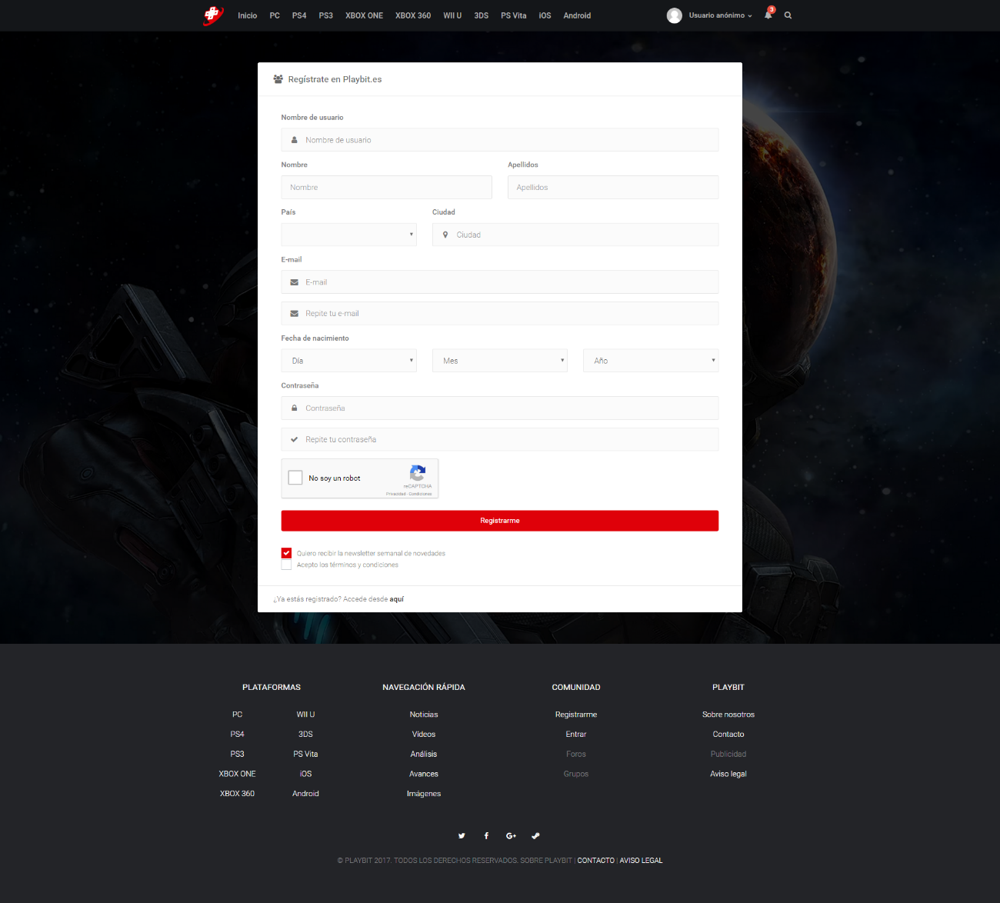 Inicio PC PS4 PS3 XBOX ONE XBOX 360 WII U 3DS PS Vita iOS Android Usuario anónimo 3
Regístrate en Playbit.es
Nombre de usuario
Nombre de usuario
Nombre Apellidos
Nombre Apellidos
País Ciudad
Ciudad
E-mail
E-mail
Repite tu e-mail
Fecha de nacimiento
Día Mes Año
Contraseña
Contraseña
Repite tu contraseña
No soy un robot
reCAPTCHA
Privacidad - Condiciones
Registrarme
Quiero recibir la newsletter semanal de novedades
Acepto los términos y condiciones
¿Ya estás registrado? Accede desde aquí
PLATAFORMAS NAVEGACIÓN RÁPIDA COMUNIDAD PLAYBIT
PC WII U Noticias Registrarme Sobre nosotros
PS4 3DS Vídeos Entrar Contacto
PS3 PS Vita Análisis Foros Publicidad
XBOX ONE iOS Avances Grupos Aviso legal
XBOX 360 Android Imágenes
© PLAYBIT 2017. TODOS LOS DERECHOS RESERVADOS. SOBRE PLAYBIT | CONTACTO | AVISO LEGAL